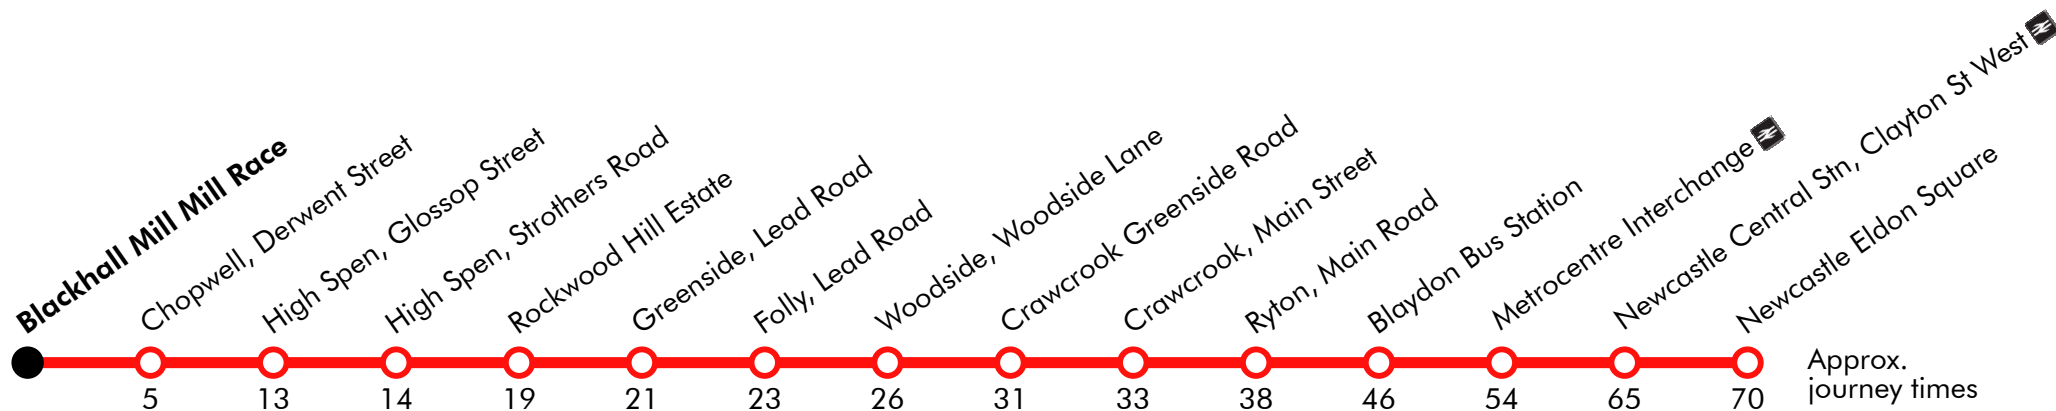 Blackhall Mill Mill Race
Chopwell, Derwent Street
High Spen, Glossop Street
High Spen, Strothers Road
Rockwood Hill Estate
Greenside, Lead Road
Folly, Lead Road
Woodside, Woodside Lane
Crawcrook Greenside Road
Crawcrook, Main Street
Ryton, Main Road
Blaydon Bus Station
Metrocentre Interchange
Newcastle Central Stn, Clayton St West
Newcastle Eldon Square
5 13 14 19 21 23 26 31 33 38 46 54 65 70
Approx.
journey times